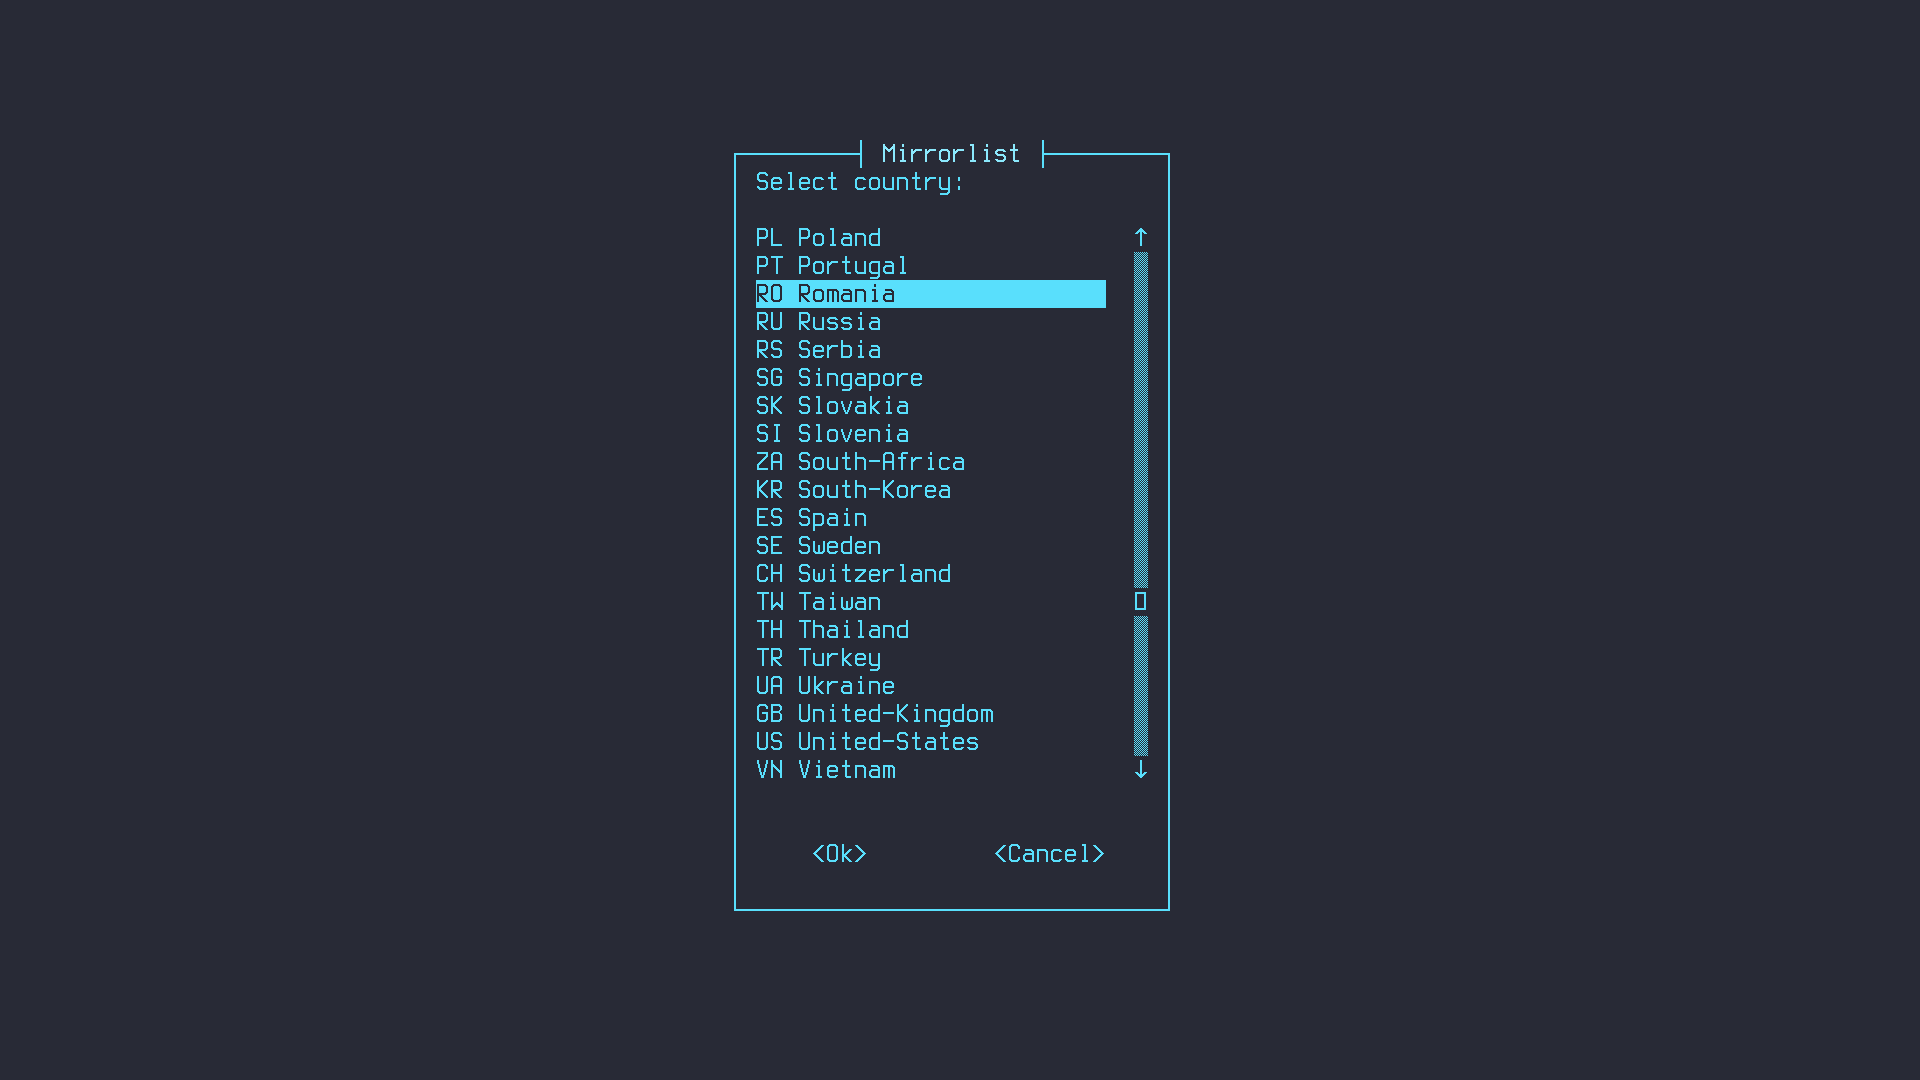 Mirrorlist
Select country:
PL Poland
PT Portugal
RO Romania
RU Russia
RS Serbia
SG Singapore
SK Slovakia
SI Slovenia
ZA South-Africa
KR South-Korea
ES Spain
SE Sweden
CH Switzerland
TW Taiwan
TH Thailand
TR Turkey
UA Ukraine
GB United-Kingdom
US United-States
VN Vietnam
<Ok> <Cancel>